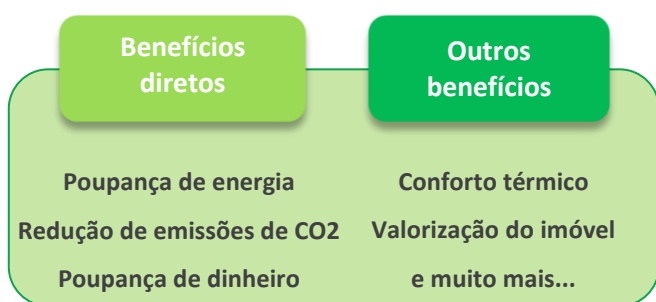 Benefícios
diretos
Poupança de energia
Redução de emissões de CO2
Poupança de dinheiro
Outros
benefícios
Conforto térmico
Valorização do imóvel
e muito mais...